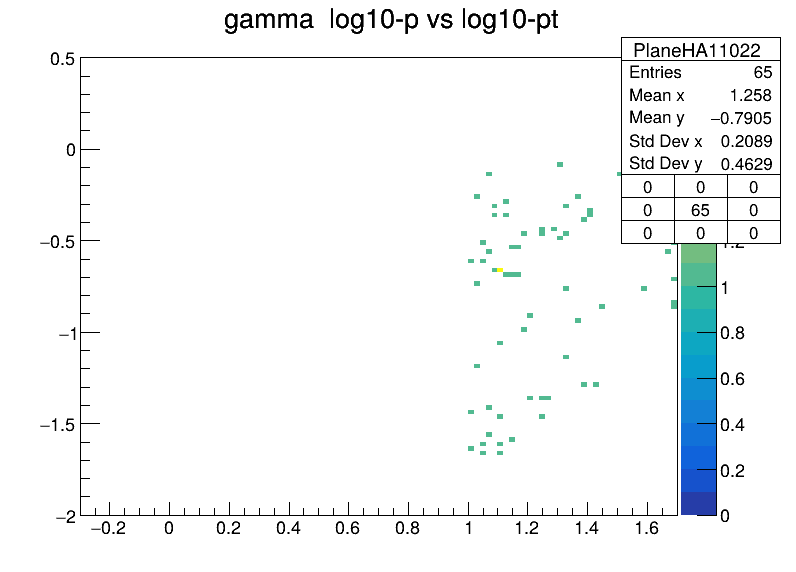 gamma  log10-p vs log10-pt
PlaneHA11022
Entries 65
Mean x 1.258
Mean y −0.7905
Std Dev x 0.2089
Std Dev y 0.4629
0 0 0
0 65 0
0 0 0
0.5
0
−0.5
−1
−1.5
−2
−0.2 0 0.2 0.4 0.6 0.8 1 1.2 1.4 1.6
1.2
1
0.8
0.6
0.4
0.2
0